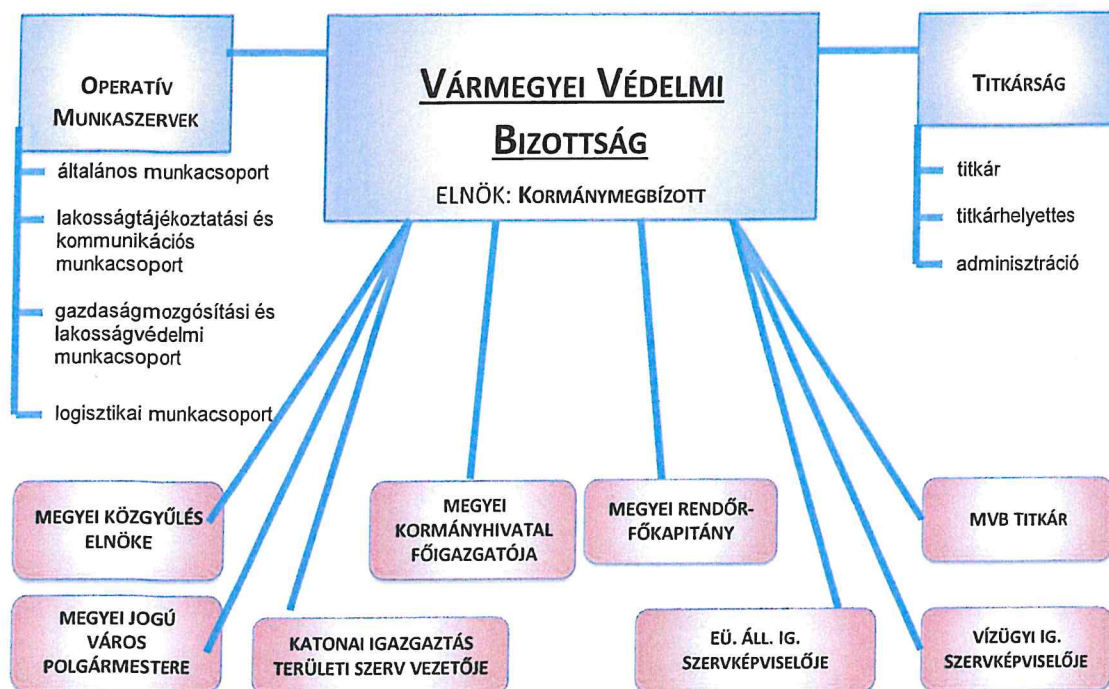 OPERATÍV
MUNKASZERVEK
általános munkacsoport
lakosságtájékoztatási és
kommunikációs
munkacsoport
gazdaságmozgósítási és
lakosságvédelmi
munkacsoport
logisztikai munkacsoport
VÁRMEGYEI VÉDELMI
BIZOTTSÁG
ELNÖK: KORMÁNYMEGBÍZOTT
TITKÁRSÁG
titkár
titkárhelyettes
adminisztráció
MEGYEI KÖZGYŰLÉS
ELNÖKE
MEGYEI
KORMÁNYHIVATAL
FŐIGAZGATÓJA
MEGYEI RENDŐR-
FŐKAPITÁNY
MVB TITKÁR
MEGYEI JOGÚ
VÁROS
POLGÁRMESTERE
KATONAI IGAZGAZTÁS
TERÜLETI SZERV VEZETŐJE
EÜ. ÁLL. IG.
SZERVKÉPVISELŐJE
VÍZÜGYI IG.
SZERVKÉPVISELŐJE